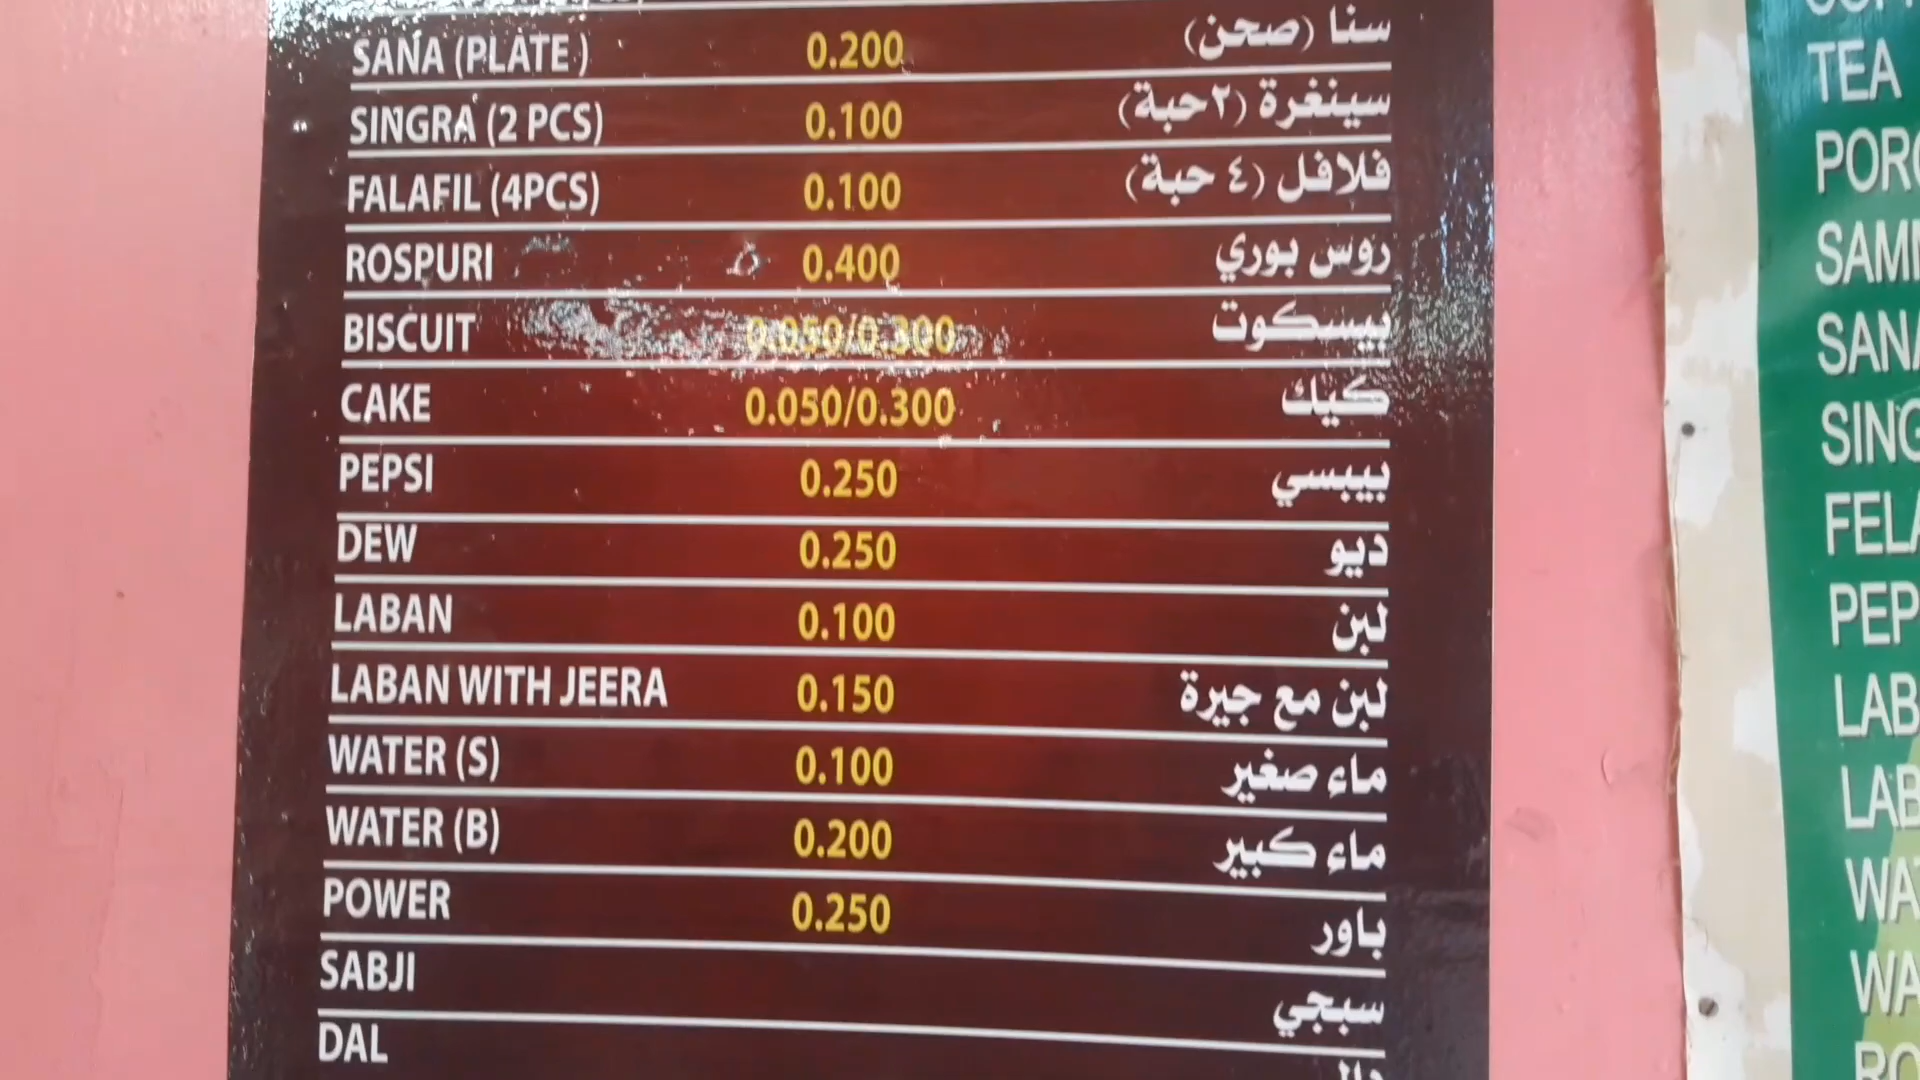 SANA (PLATE ) 0.200 سنا (صحن)
SINGRA (2 PCS) 0.100 سينغرة (٢حبة)
FALAFIL (4PCS) 0.100 فلافل (٤ حبة)
ROSPURI 0.400 روس بوري
BISCUIT 0.050/0.300 بيسكوت
CAKE 0.050/0.300 كيك
PEPSI 0.250 بيبسي
DEW 0.250 ديو
LABAN 0.100 لبن
LABAN WITH JEERA 0.150 لبن مع جيرة
WATER (S) 0.100 ماء صغير
WATER (B) 0.200 ماء كبير
POWER 0.250 باور
SABJI سبجي
DAL
TEA
PORO
SAM
SANA
SING
FELA
PEP
LAB
LAB
WA
WA
RO